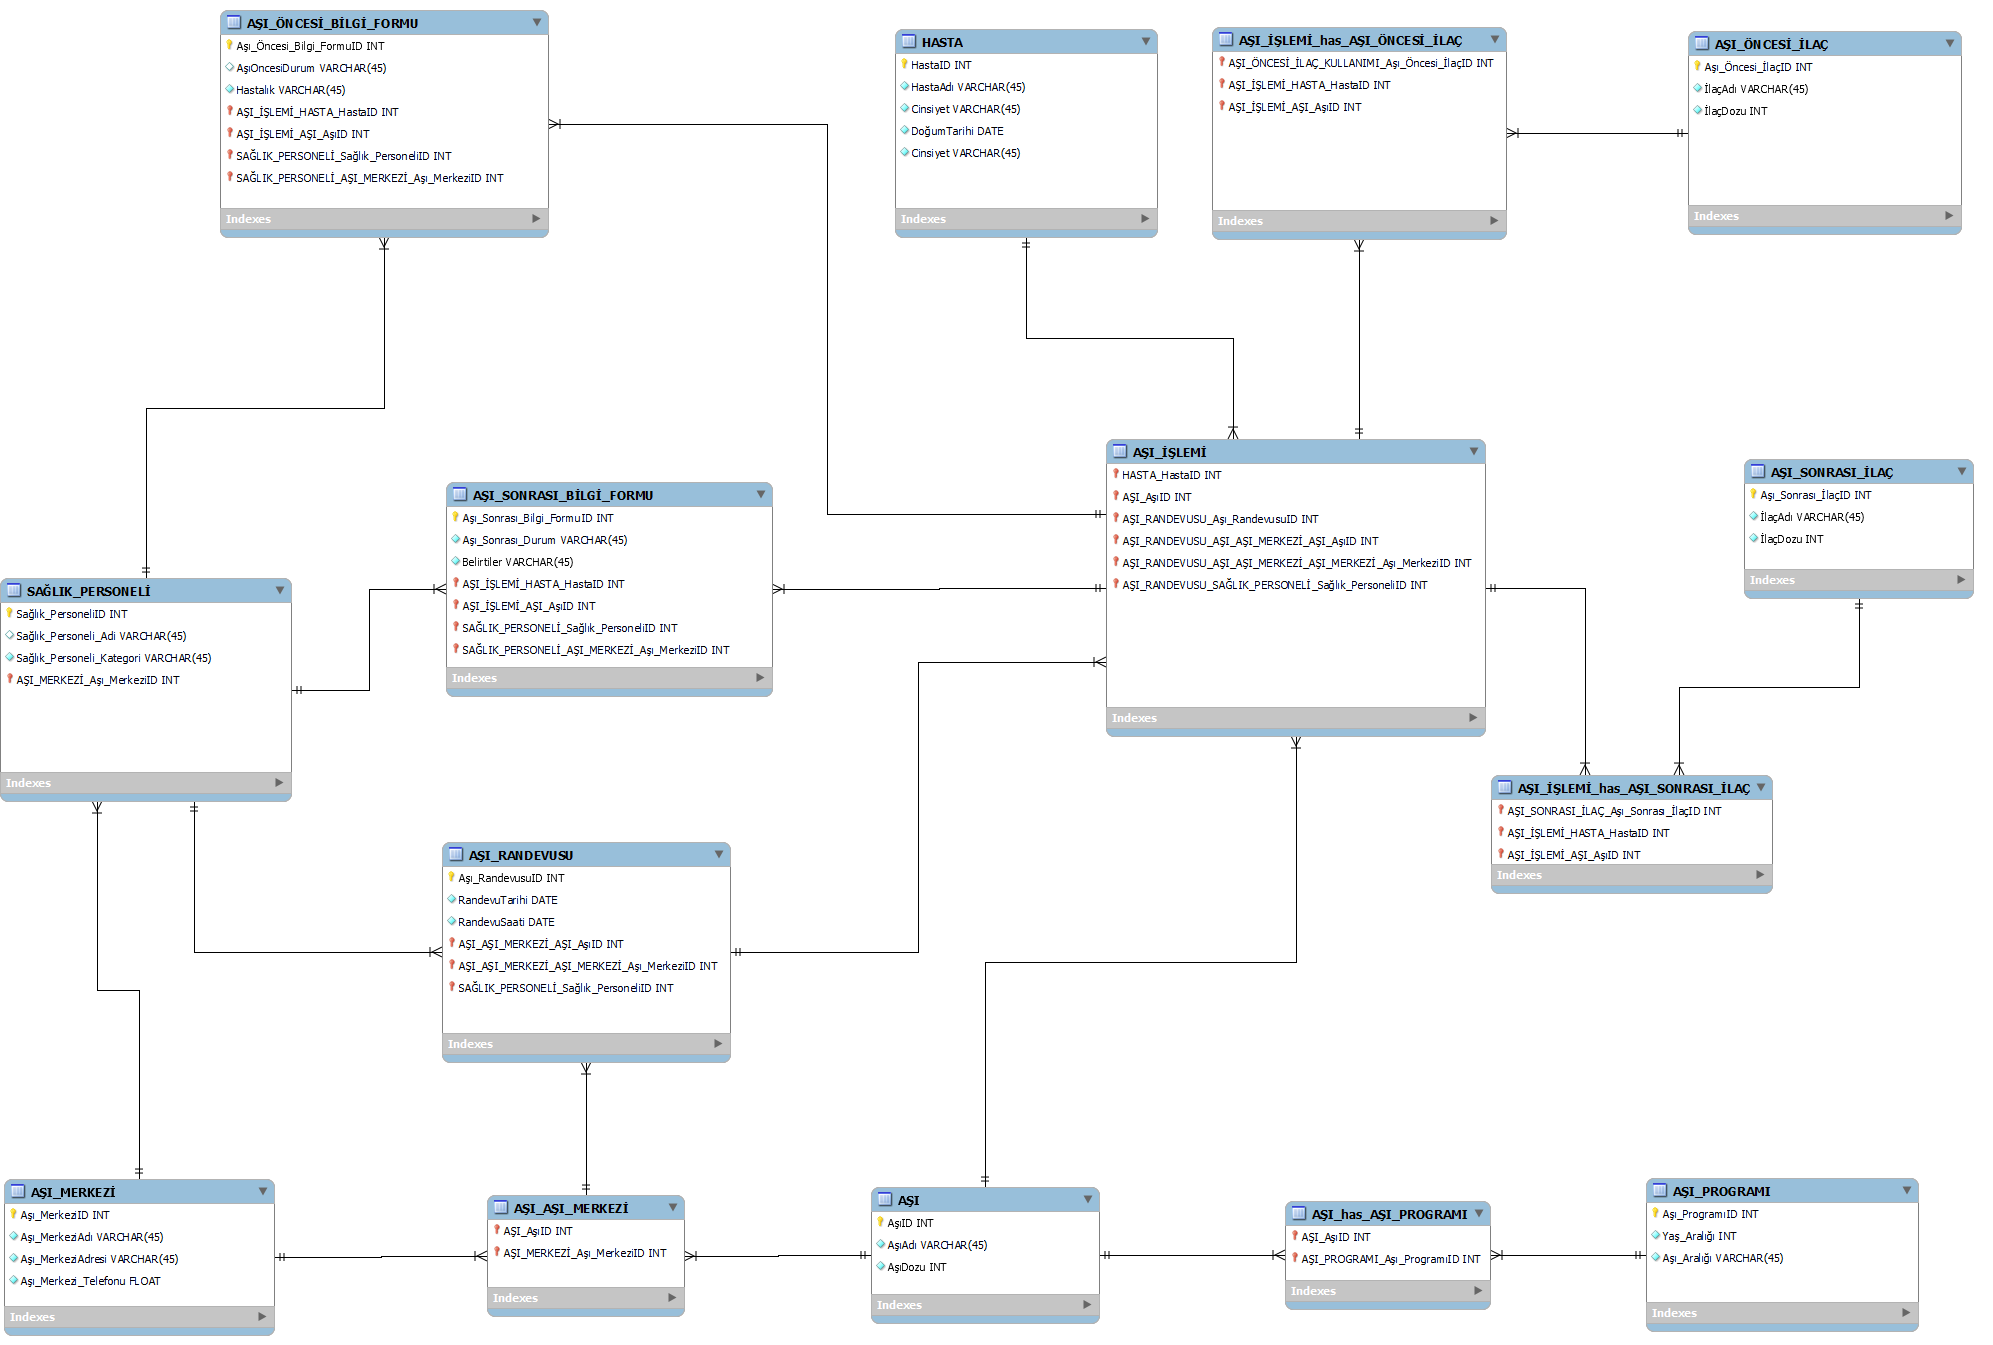 AŞI_ÖNCESİ_BİLGİ_FORMU
Aşı_Öncesi_Bilgi_FormuID INT
AşıOncesiDurum VARCHAR(45)
Hastalık VARCHAR(45)
AŞI_İŞLEMİ_HASTA_HastaID INT
AŞI_İŞLEMİ_AŞI_AşıID INT
SAĞLIK_PERSONELİ_Sağlık_PersoneliID INT
SAĞLIK_PERSONELİ_AŞI_MERKEZİ_Aşı_MerkeziID INT
Indexes
HASTA
HastaID INT
HastaAdı VARCHAR(45)
Cinsiyet VARCHAR(45)
DoğumTarihi DATE
Cinsiyet VARCHAR(45)
Indexes
AŞI_İŞLEMİ_has_AŞI_ÖNCESİ_İLAÇ
AŞI_ÖNCESİ_İLAÇ_KULLANIMI_Aşı_Öncesi_İlaçID INT
AŞI_İŞLEMİ_HASTA_HastaID INT
AŞI_İŞLEMİ_AŞI_AşıID INT
Indexes
AŞI_ÖNCESİ_İLAÇ
Aşı_Öncesi_İlaçID INT
İlaçAdı VARCHAR(45)
İlaçDozu INT
Indexes
AŞI_İŞLEMİ
HASTA_HastaID INT
AŞI_AşıID INT
AŞI_RANDEVUSU_Aşı_RandevusuID INT
AŞI_RANDEVUSU_AŞI_AŞI_MERKEZİ_AŞI_AşıID INT
AŞI_RANDEVUSU_AŞI_AŞI_MERKEZİ_AŞI_MERKEZİ_Aşı_MerkeziID INT
AŞI_RANDEVUSU_SAĞLIK_PERSONELİ_Sağlık_PersoneliID INT
Indexes
AŞI_SONRASI_İLAÇ
Aşı_Sonrası_İlaçID INT
İlaçAdı VARCHAR(45)
İlaçDozu INT
Indexes
AŞI_SONRASI_BİLGİ_FORMU
Aşı_Sonrası_Bilgi_FormuID INT
Aşı_Sonrası_Durum VARCHAR(45)
Belirtiler VARCHAR(45)
AŞI_İŞLEMİ_HASTA_HastaID INT
AŞI_İŞLEMİ_AŞI_AşıID INT
SAĞLIK_PERSONELİ_Sağlık_PersoneliID INT
SAĞLIK_PERSONELİ_AŞI_MERKEZİ_Aşı_MerkeziID INT
Indexes
SAĞLIK_PERSONELİ
Sağlık_PersoneliID INT
Sağlık_Personeli_Adi VARCHAR(45)
Sağlık_Personeli_Kategori VARCHAR(45)
AŞI_MERKEZİ_Aşı_MerkeziID INT
Indexes
AŞI_İŞLEMİ_has_AŞI_SONRASI_İLAÇ
AŞI_SONRASI_İLAÇ_Aşı_Sonrası_İlaçID INT
AŞI_İŞLEMİ_HASTA_HastaID INT
AŞI_İŞLEMİ_AŞI_AşıID INT
Indexes
AŞI_RANDEVUSU
Aşı_RandevusuID INT
RandevuTarihi DATE
RandevuSaati DATE
AŞI_AŞI_MERKEZİ_AŞI_AşıID INT
AŞI_AŞI_MERKEZİ_AŞI_MERKEZİ_Aşı_MerkeziID INT
SAĞLIK_PERSONELİ_Sağlık_PersoneliID INT
Indexes
AŞI_MERKEZİ
Aşı_MerkeziID INT
Aşı_MerkeziAdı VARCHAR(45)
Aşı_MerkeziAdresi VARCHAR(45)
Aşı_Merkezi_Telefonu FLOAT
Indexes
AŞI_AŞI_MERKEZİ
AŞI_AşıID INT
AŞI_MERKEZİ_Aşı_MerkeziID INT
Indexes
AŞI
AşıID INT
AşıAdı VARCHAR(45)
AşıDozu INT
Indexes
AŞI_has_AŞI_PROGRAMI
AŞI_AşıID INT
AŞI_PROGRAMI_Aşı_ProgramıID INT
Indexes
AŞI_PROGRAMI
Aşı_ProgramıID INT
Yaş_Aralığı INT
Aşı_Aralığı VARCHAR(45)
Indexes